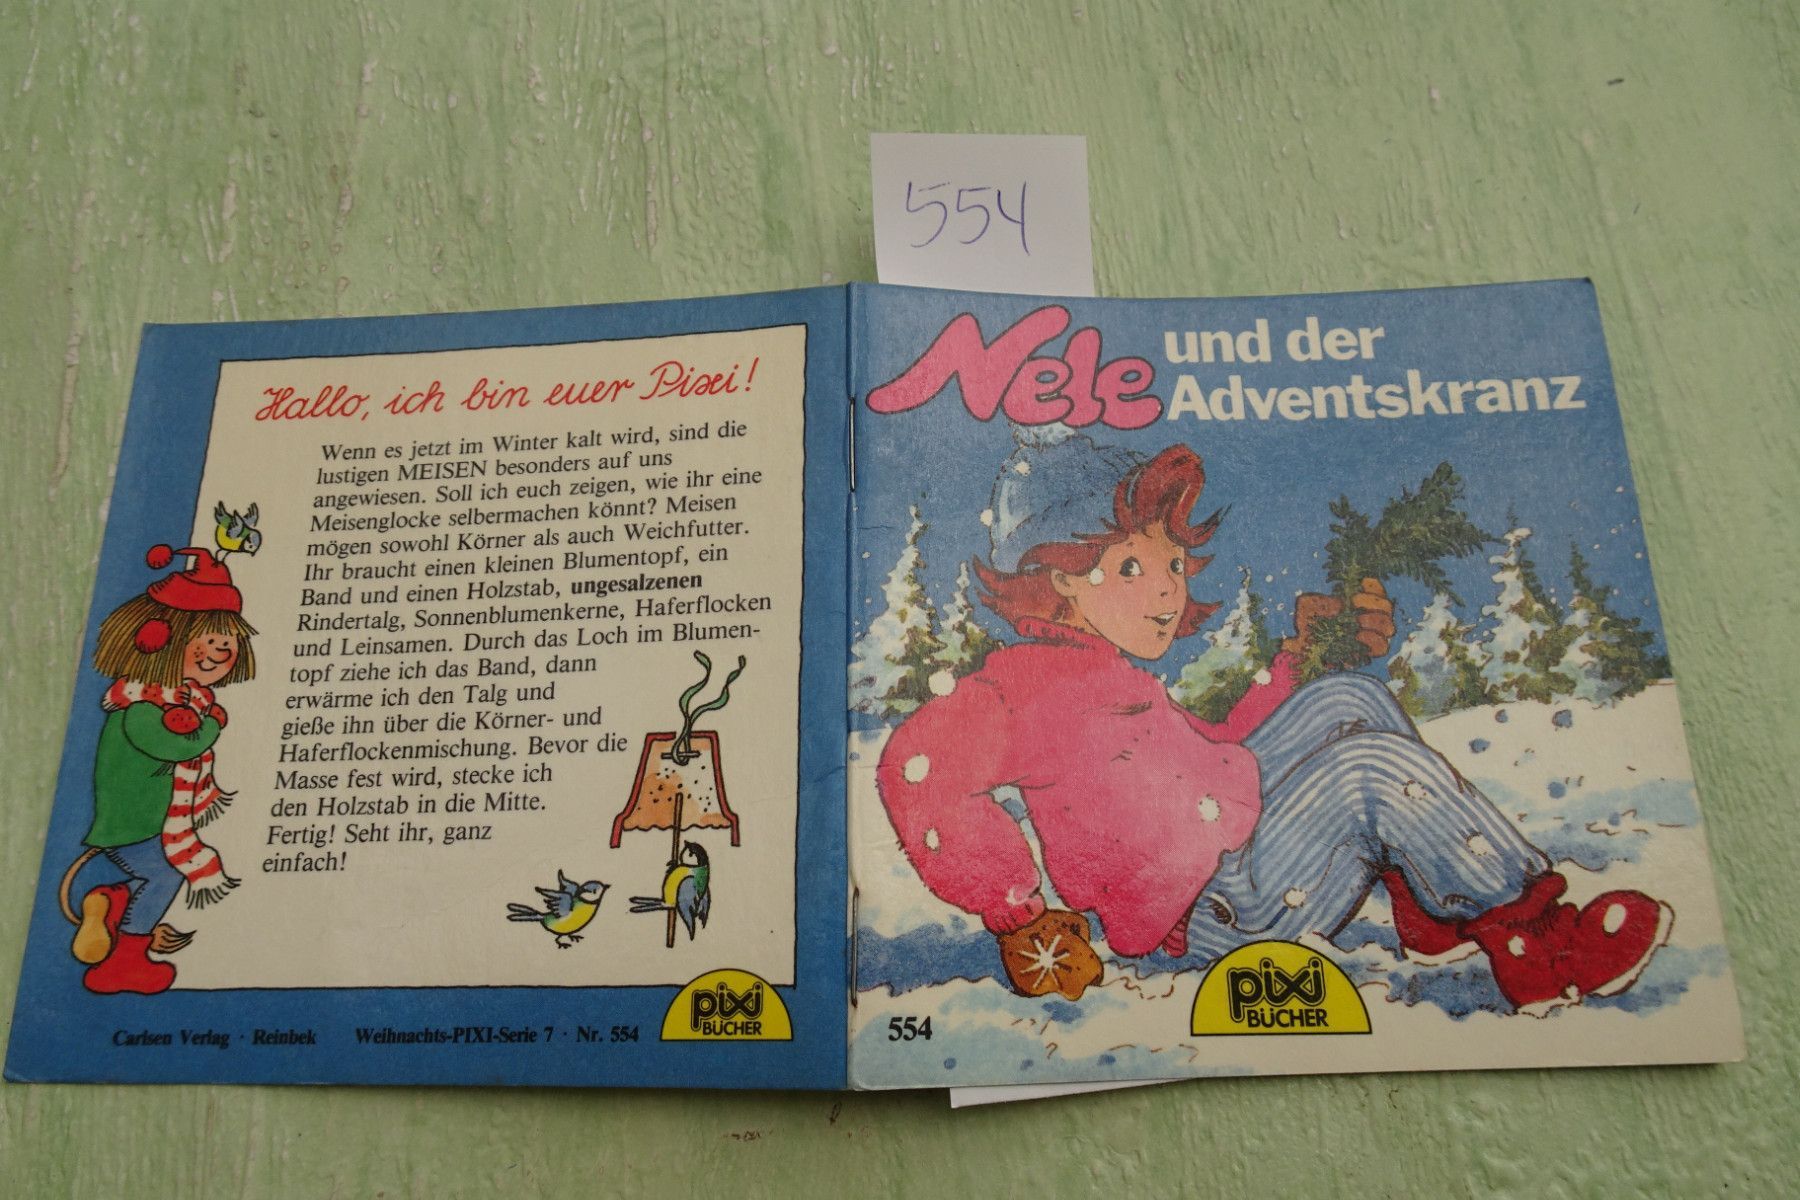 554
Hallo, ich bin euer Pixi!
Wenn es jetzt im Winter kalt wird, sind die
lustigen MEISEN besonders auf uns
angewiesen. Soll ich euch zeigen, wie ihr eine
Meisenglocke selbermachen könnt? Meisen
mögen sowohl Körner als auch Weichfutter.
Ihr braucht einen kleinen Blumentopf, ein
Band und einen Holzstab, ungesalzenen
Rindertalg, Sonnenblumenkerne, Haferflocken
und Leinsamen. Durch das Loch im Blumen-
topf ziehe ich das Band, dann
erwärme ich den Talg und
gieße ihn über die Körner- und
Haferflockenmischung. Bevor die
Masse fest wird, stecke ich
den Holzstab in die Mitte.
Fertig! Seht ihr, ganz
einfach!
Carlsen Verlag · Reinbek Weihnachts-PIXI-Serie 7 · Nr. 554
pixi
BÜCHER
Nele und der
Adventskranz
554
pixi
BÜCHER